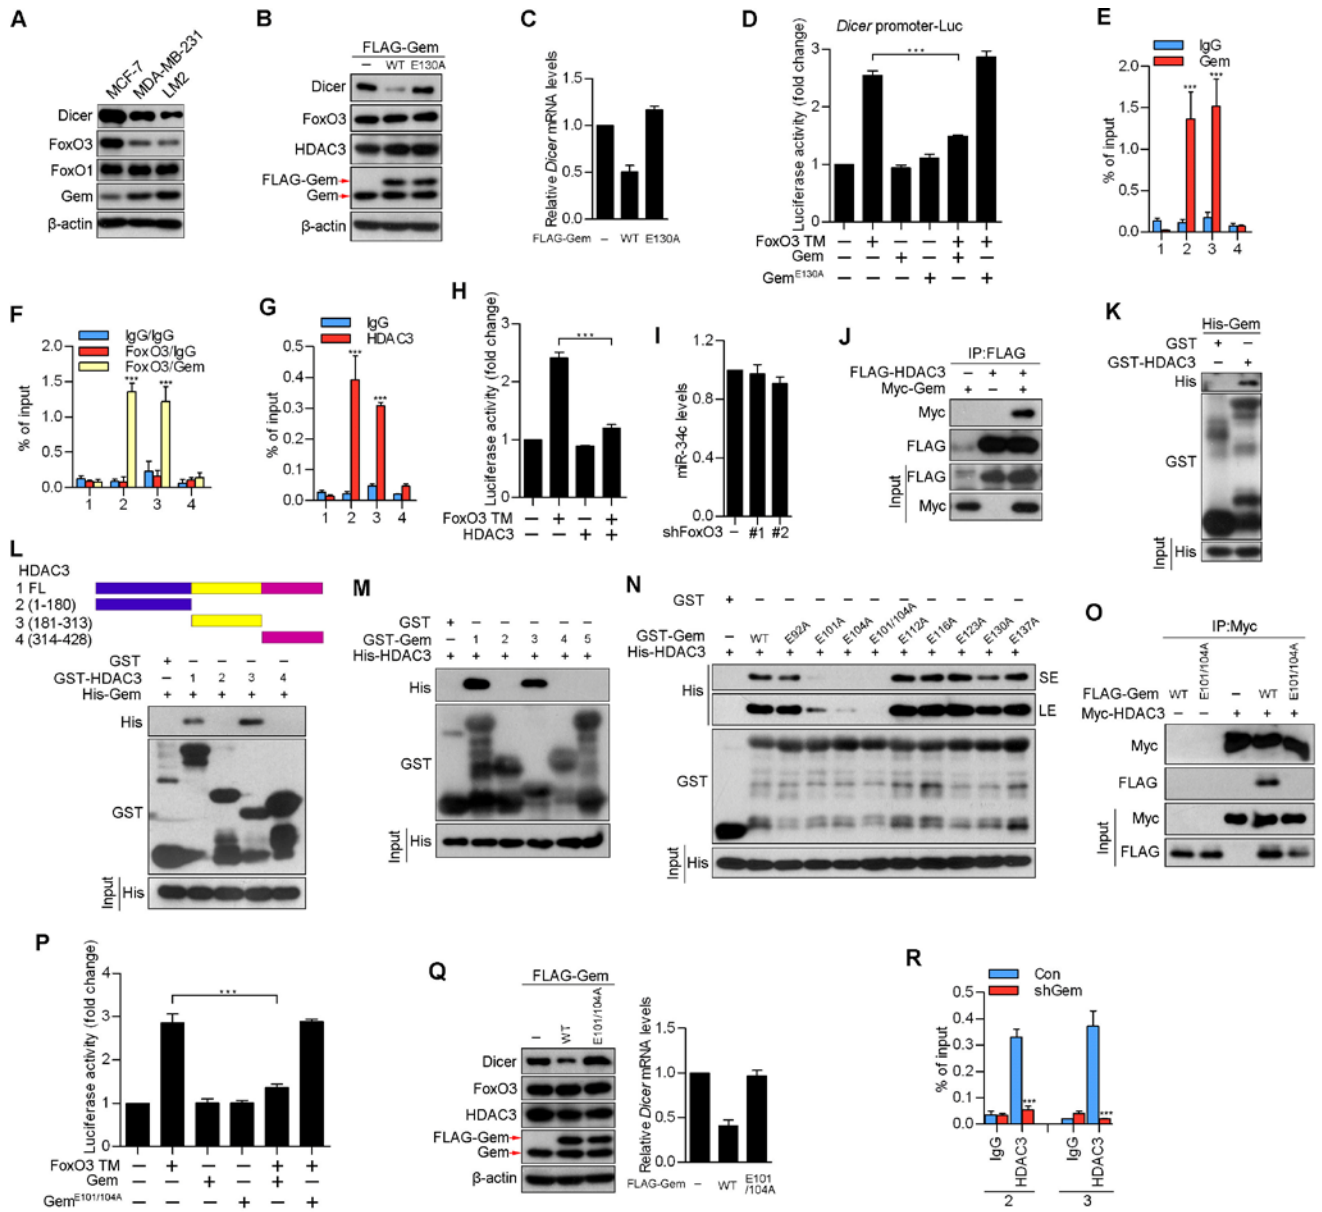 A
MCF-7
MDA-MB-231
LM2
Dicer
FoxO3
FoxO1
Gem
β-actin
B
FLAG-Gem
– WT E130A
Dicer
FoxO3
HDAC3
FLAG-Gem
Gem
β-actin
C
Relative Dicer mRNA levels
1.5
1.0
0.5
0.0
FLAG-Gem – WT E130A
D
Dicer promoter-Luc
Luciferase activity (fold change)
3
2
1
0
***
FoxO3 TM – + – – + +
Gem – – + – + –
Gem E130A – – – + – +
E
IgG
Gem
% of input
2.0
1.5
1.0
0.5
0.0
*** ***
1 2 3 4
F
IgG/IgG
FoxO3/IgG
FoxO3/Gem
% of input
2.0
1.5
1.0
0.5
0.0
*** ***
1 2 3 4
G
IgG
HDAC3
% of input
0.5
0.4
0.3
0.2
0.1
0.0
*** ***
1 2 3 4
H
Luciferase activity (fold change)
3
2
1
0
***
FoxO3 TM – + – +
HDAC3 – – + +
I
miR-34c levels
1.2
0.8
0.4
0.0
shFoxO3 – #1 #2
J
IP:FLAG
FLAG-HDAC3 – + +
Myc-Gem + – +
Myc
FLAG
Input
FLAG
Myc
K
His-Gem
GST + –
GST-HDAC3 – +
His
GST
Input
His
L
HDAC3
1 FL
2 (1-180)
3 (181-313)
4 (314-428)
GST + – – – –
GST-HDAC3 – 1 2 3 4
His-Gem + + + + +
His
GST
Input
His
M
GST + – – – – –
GST-Gem – 1 2 3 4 5
His-HDAC3 + + + + + +
His
GST
Input
His
N
GST + – – – – – – – – – –
GST-Gem – WT E92A E101A E104A E101/104A E112A E116A E123A E130A E137A
His-HDAC3 + + + + + + + + + + +
His
SE
LE
GST
Input
His
O
IP:Myc
FLAG-Gem WT E101/104A – WT E101/104A
Myc-HDAC3 – – + + +
Myc
FLAG
Input
Myc
FLAG
P
Luciferase activity (fold change)
4
3
2
1
0
***
FoxO3 TM – + – – + +
Gem – – + – + –
Gem E101/104A – – – + – +
Q
FLAG-Gem
– WT E101/104A
Dicer
FoxO3
HDAC3
FLAG-Gem
Gem
β-actin
Relative Dicer mRNA levels
1.5
1.0
0.5
0.0
FLAG-Gem – WT E101/104A
R
Con
shGem
% of input
0.5
0.4
0.3
0.2
0.1
0.0
*** ***
IgG HDAC3 IgG HDAC3
2 3